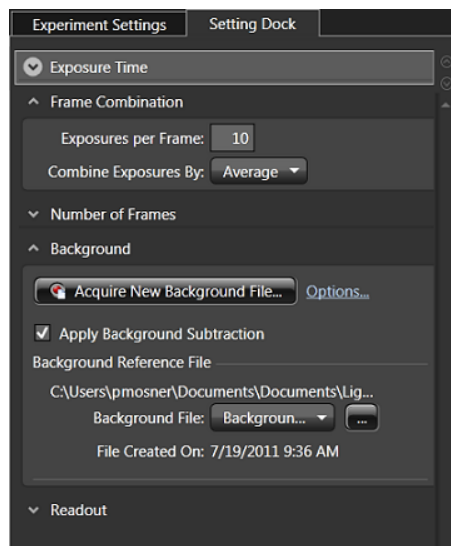 Experiment Settings Setting Dock
Exposure Time
Frame Combination
Exposures per Frame: 10
Combine Exposures By: Average
Number of Frames
Background
Acquire New Background File... Options...
Apply Background Subtraction
Background Reference File
C:\Users\pmosner\Documents\Documents\Lig...
Background File: Backgroun... ...
File Created On: 7/19/2011 9:36 AM
Readout